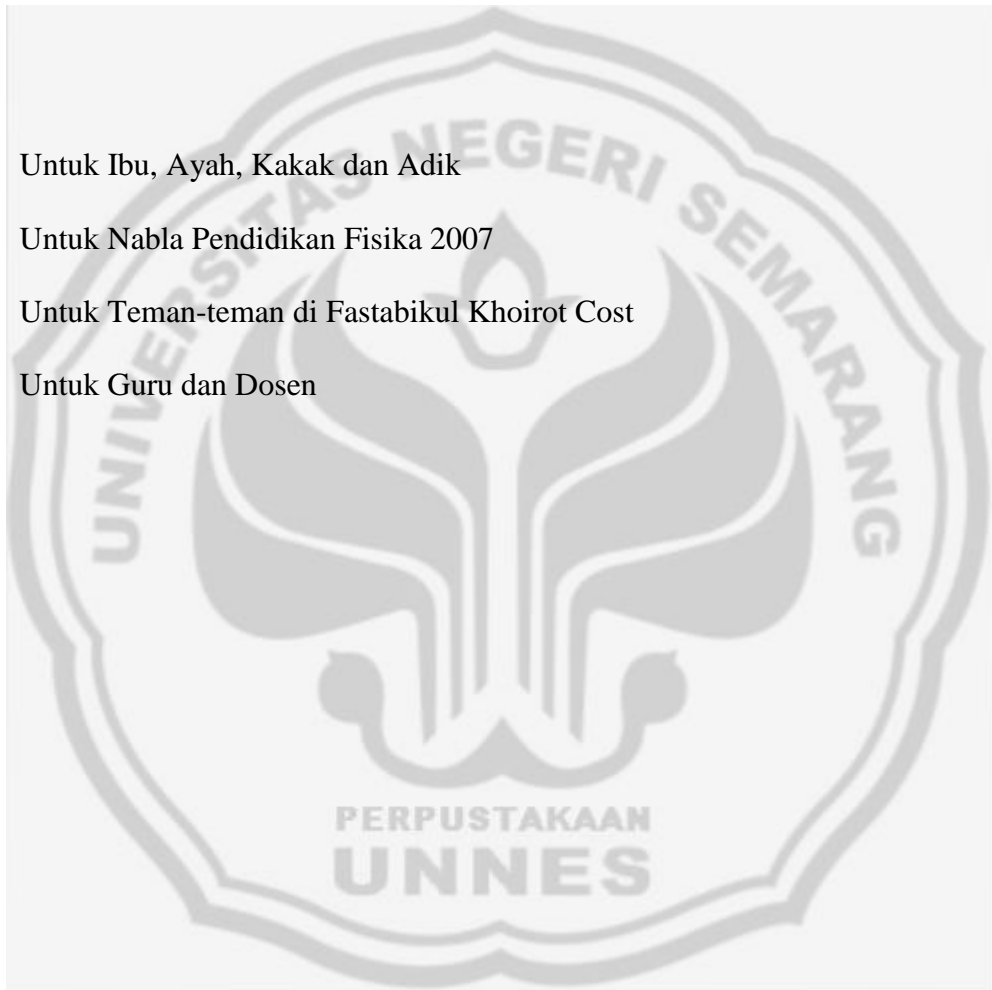 UNIVERSITAS NEGERI SEMARANG
Untuk Ibu, Ayah, Kakak dan Adik
Untuk Nabla Pendidikan Fisika 2007
Untuk Teman-teman di Fastabikul Khoirot Cost
Untuk Guru dan Dosen
PERPUSTAKAAN
UNNES